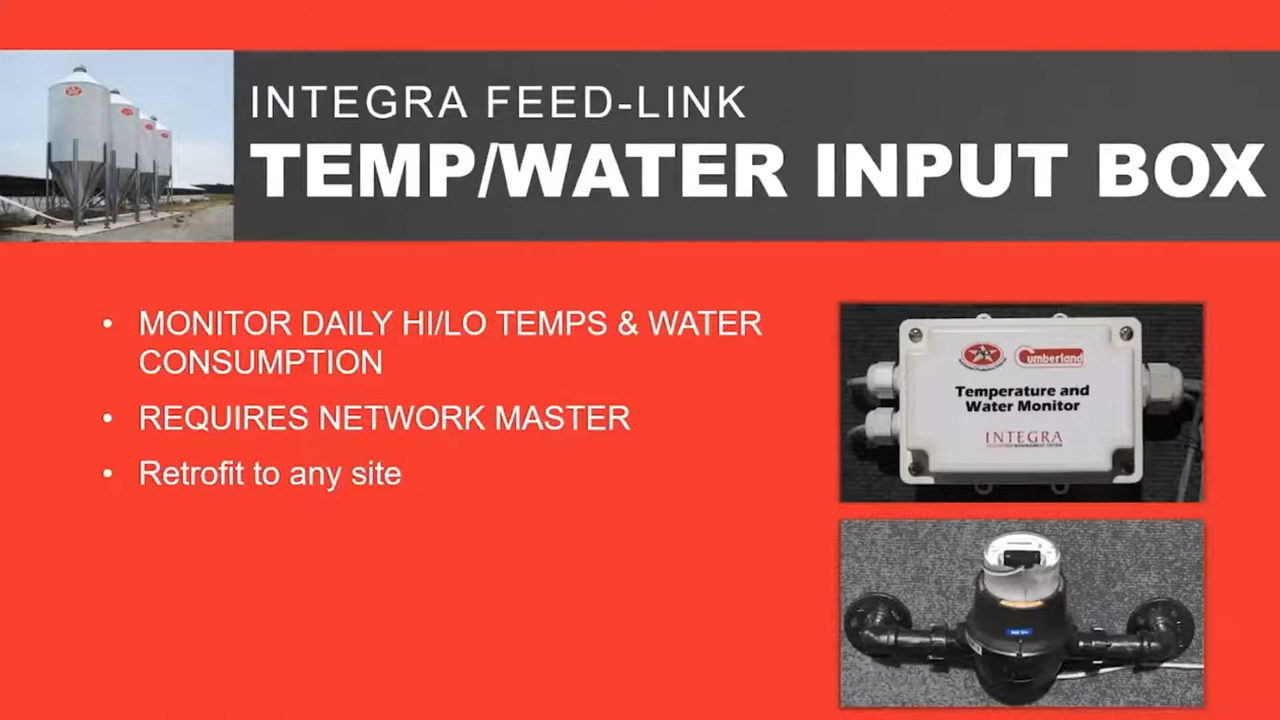 INTEGRA FEED-LINK
TEMP/WATER INPUT BOX
• MONITOR DAILY HI/LO TEMPS & WATER
CONSUMPTION
• REQUIRES NETWORK MASTER
• Retrofit to any site
AP
Cumberland
Temperature and
Water Monitor
INTEGRA